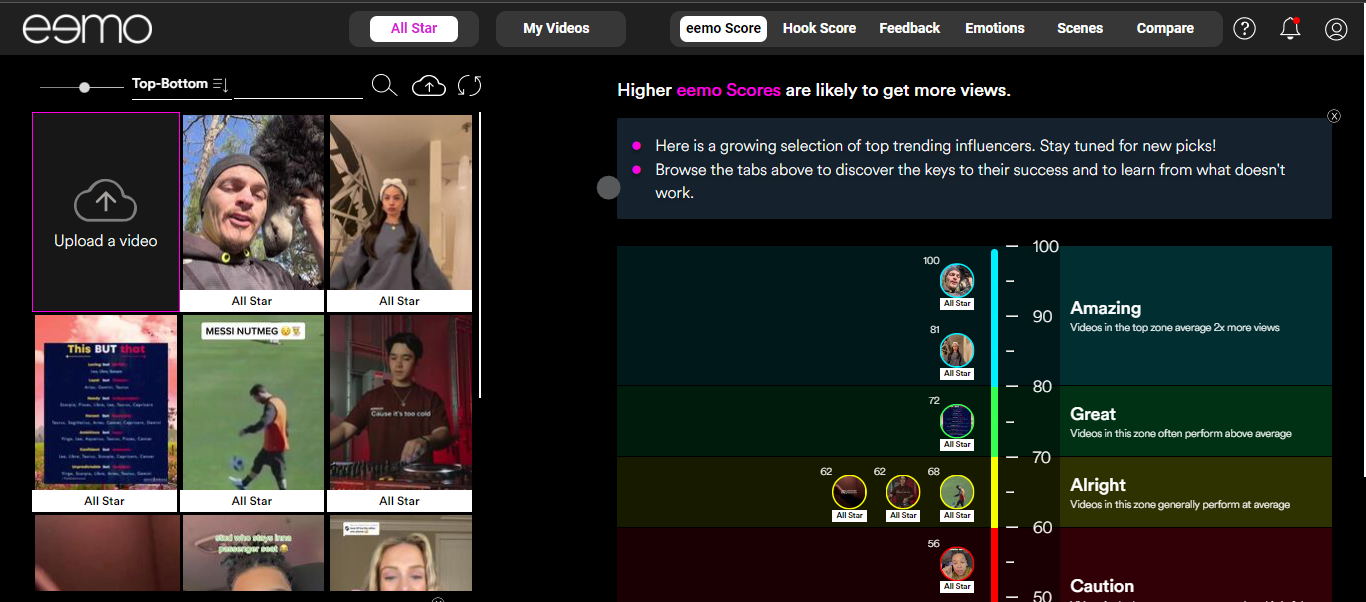 eemo
All Star
My Videos
eemo Score
Hook Score
Feedback
Emotions
Scenes
Compare
?
Top-Bottom
Higher eemo Scores are likely to get more views.
X
Here is a growing selection of top trending influencers. Stay tuned for new picks!
Browse the tabs above to discover the keys to their success and to learn from what doesn't
work.
Upload a video
All Star
All Star
This BUT that
MESSI NUTMEG
Cause it's too cold
All Star
All Star
All Star
stud who stays inna
passenger seat
100
All Star
81
All Star
72
All Star
62
All Star
62
All Star
68
All Star
56
All Star
100
90
80
70
60
50
Amazing
Videos in the top zone average 2x more views
Great
Videos in this zone often perform above average
Alright
Videos in this zone generally perform at average
Caution